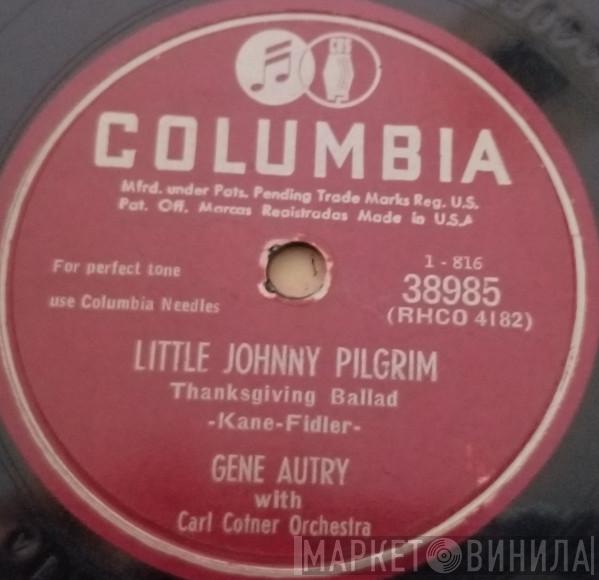 CBS
COLUMBIA
Mfrd. under Pats. Pending Trade Marks Reg. U.S.
Pat. Off. Marcas Registradas Made in U.S.A
For perfect tone
use Columbia Needles
1 - 816
38985
(RHCO 4182)
LITTLE JOHNNY PILGRIM
Thanksgiving Ballad
-Kane-Fidler-
GENE AUTRY
with
Carl Cotner Orchestra
МАРКЕТ ВИНИЛА